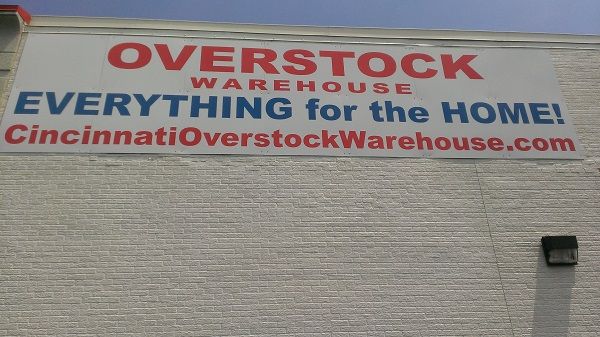 OVERSTOCK
WAREHOUSE
EVERYTHING for the HOME!
CincinnatiOverstockWarehouse.com